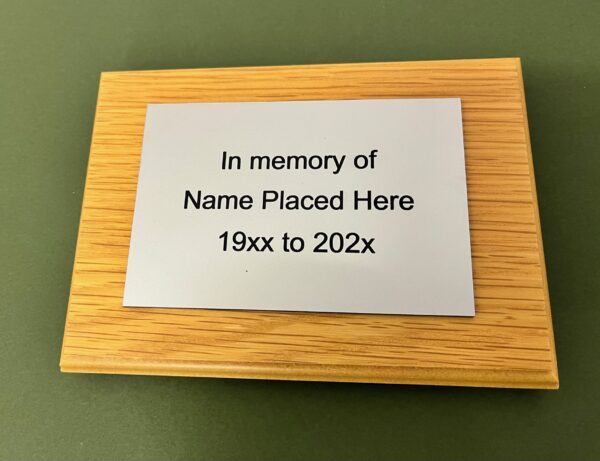 In memory of
Name Placed Here
19xx to 202x